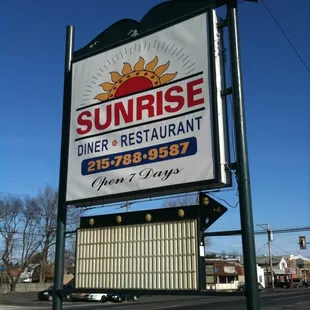 SUNRISE
DINER • RESTAURANT
215•788•9587
Open 7 Days